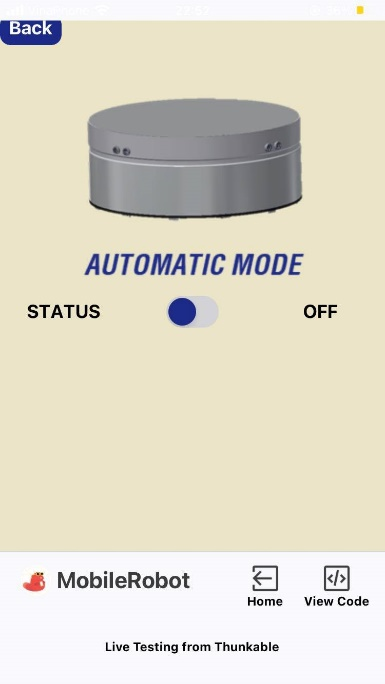 Back
AUTOMATIC MODE
STATUS OFF
MobileRobot
Home View Code
Live Testing from Thunkable